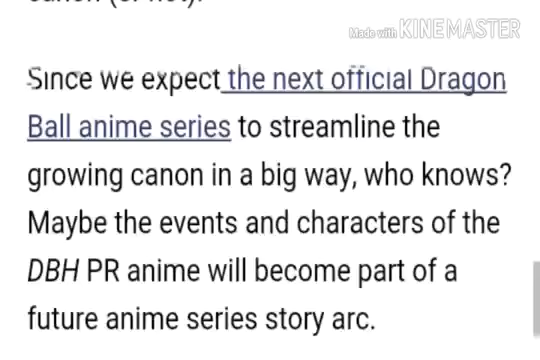 Made with KINEMASTER
Since we expect the next official Dragon
Ball anime series to streamline the
growing canon in a big way, who knows?
Maybe the events and characters of the
DBH PR anime will become part of a
future anime series story arc.